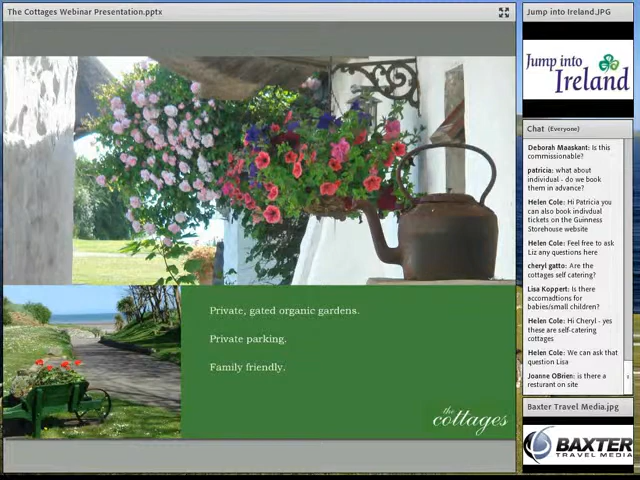 The Cottages Webinar Presentation.pptx
Private, gated organic gardens.
Private parking.
Family friendly.
the
cottages
Jump into Ireland.JPG
Jump into
Ireland
Chat (Everyone)
Deborah Maaskant: Is this
commissionable?
patricia: what about
individual - do we book
them in advance?
Helen Cole: Hi Patricia you
can also book indivdual
tickets on the Guinness
Storehouse website
Helen Cole: Feel free to ask
Liz any questions here
cheryl gatto: Are the
cottages self catering?
Lisa Koppert: Is there
accomadtions for
babies/small children?
Helen Cole: Hi Cheryl - yes
these are self-catering
cottages
Helen Cole: We can ask that
question Lisa
Joanne OBrien: is there a
resturant on site
Baxter Travel Media.jpg
BAXTER
TRAVEL MEDIA